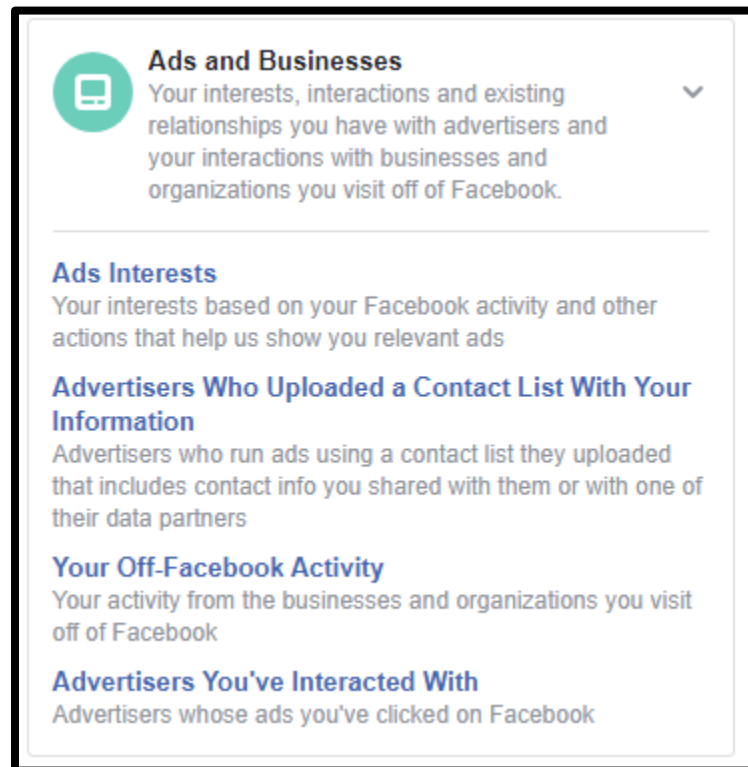 Ads and Businesses
Your interests, interactions and existing
relationships you have with advertisers and
your interactions with businesses and
organizations you visit off of Facebook.
Ads Interests
Your interests based on your Facebook activity and other
actions that help us show you relevant ads
Advertisers Who Uploaded a Contact List With Your
Information
Advertisers who run ads using a contact list they uploaded
that includes contact info you shared with them or with one of
their data partners
Your Off-Facebook Activity
Your activity from the businesses and organizations you visit
off of Facebook
Advertisers You've Interacted With
Advertisers whose ads you've clicked on Facebook